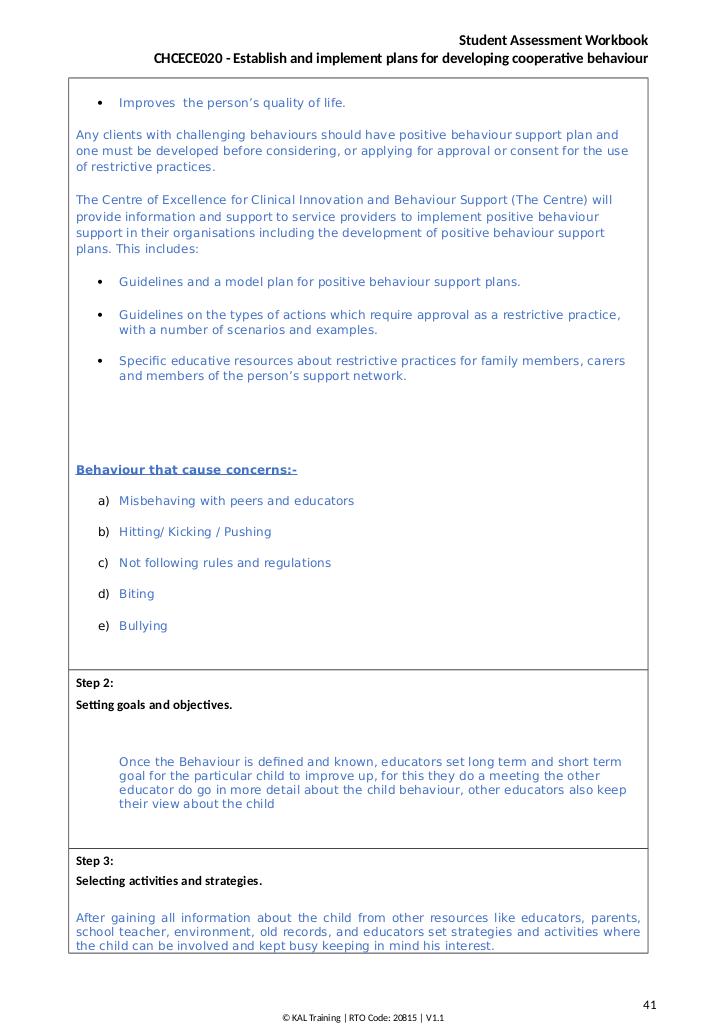 Student Assessment Workbook
CHCECE020 - Establish and implement plans for developing cooperative behaviour
• Improves  the person’s quality of life.
Any clients with challenging behaviours should have positive behaviour support plan and
one must be developed before considering, or applying for approval or consent for the use
of restrictive practices.
The Centre of Excellence for Clinical Innovation and Behaviour Support (The Centre) will
provide information and support to service providers to implement positive behaviour
support in their organisations including the development of positive behaviour support
plans. This includes:
• Guidelines and a model plan for positive behaviour support plans.
• Guidelines on the types of actions which require approval as a restrictive practice,
with a number of scenarios and examples.
• Specific educative resources about restrictive practices for family members, carers
and members of the person’s support network.
Behaviour that cause concerns:-
a) Misbehaving with peers and educators
b) Hitting/ Kicking / Pushing
c) Not following rules and regulations
d) Biting
e) Bullying
Step 2:
Setting goals and objectives.
Once the Behaviour is defined and known, educators set long term and short term
goal for the particular child to improve up, for this they do a meeting the other
educator do go in more detail about the child behaviour, other educators also keep
their view about the child
Step 3:
Selecting activities and strategies.
After gaining all information about the child from other resources like educators, parents,
school teacher, environment, old records, and educators set strategies and activities where
the child can be involved and kept busy keeping in mind his interest.
41
© KAL Training | RTO Code: 20815 | V1.1